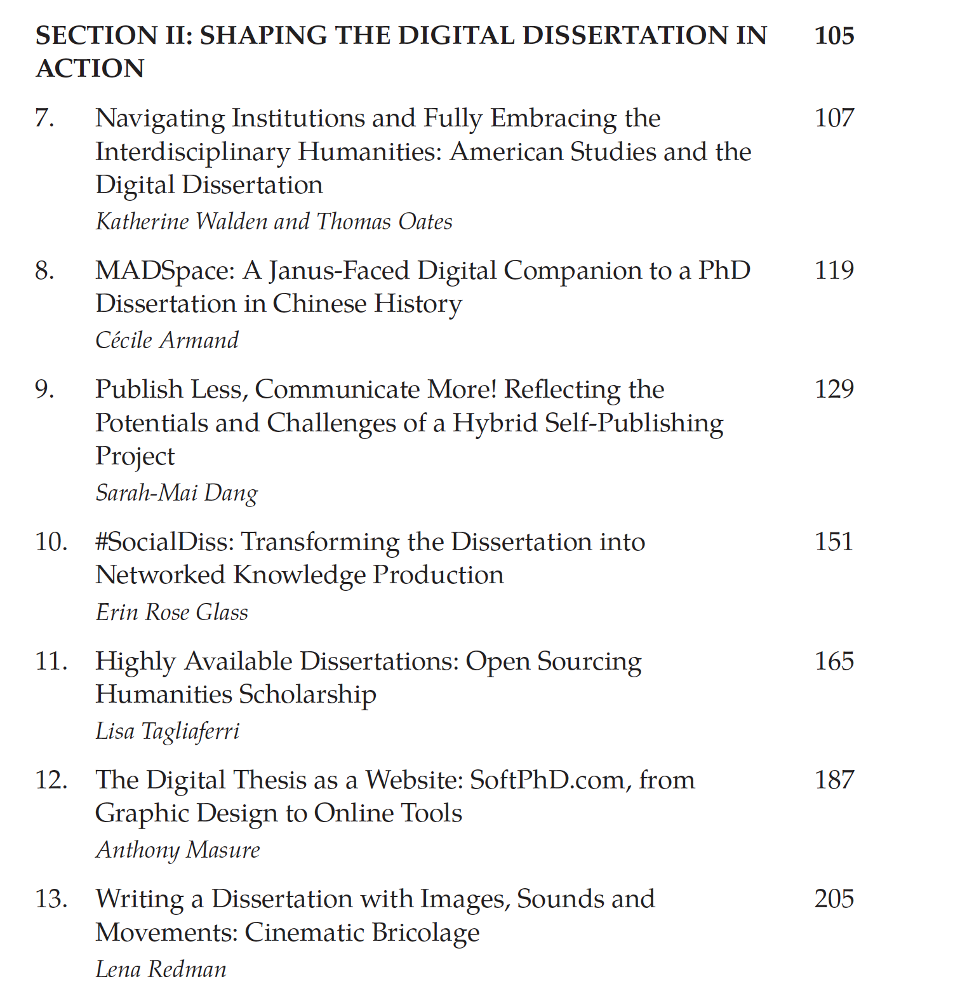 SECTION II: SHAPING THE DIGITAL DISSERTATION IN 105
ACTION
7. Navigating Institutions and Fully Embracing the 107
Interdisciplinary Humanities: American Studies and the
Digital Dissertation
Katherine Walden and Thomas Oates
8. MADSpace: A Janus-Faced Digital Companion to a PhD 119
Dissertation in Chinese History
Cécile Armand
9. Publish Less, Communicate More! Reflecting the 129
Potentials and Challenges of a Hybrid Self-Publishing
Project
Sarah-Mai Dang
10. #SocialDiss: Transforming the Dissertation into 151
Networked Knowledge Production
Erin Rose Glass
11. Highly Available Dissertations: Open Sourcing 165
Humanities Scholarship
Lisa Tagliaferri
12. The Digital Thesis as a Website: SoftPhD.com, from 187
Graphic Design to Online Tools
Anthony Masure
13. Writing a Dissertation with Images, Sounds and 205
Movements: Cinematic Bricolage
Lena Redman